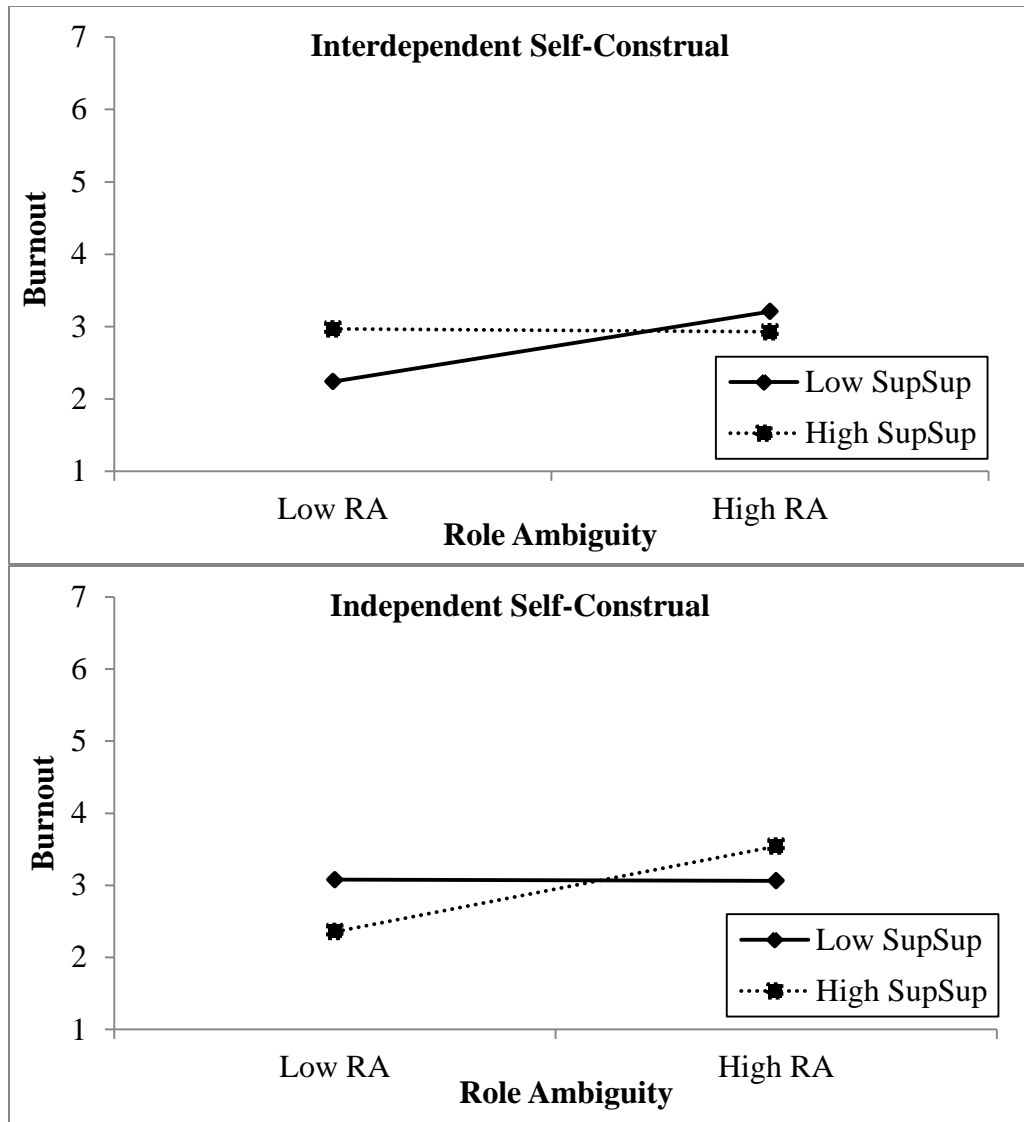 Interdependent Self-Construal
7
6
5
4
3
2
1
Burnout
Low SupSup
High SupSup
Low RA
High RA
Role Ambiguity
Independent Self-Construal
7
6
5
4
3
2
1
Burnout
Low SupSup
High SupSup
Low RA
High RA
Role Ambiguity